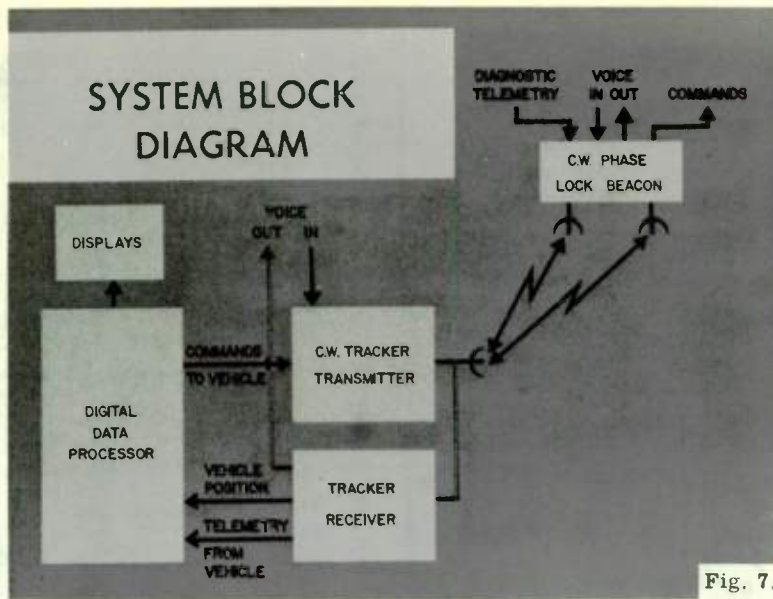 SYSTEM BLOCK
DIAGRAM
DIAGNOSTIC
TELEMETRY
VOICE
IN OUT
COMMANDS
C.W. PHASE
LOCK BEACON
DISPLAYS
VOICE
OUT IN
COMMANDS
TO VEHICLE
C.W. TRACKER
TRANSMITTER
DIGITAL
DATA
PROCESSOR
VEHICLE
POSITION
TELEMETRY
FROM
VEHICLE
TRACKER
RECEIVER
Fig. 7.